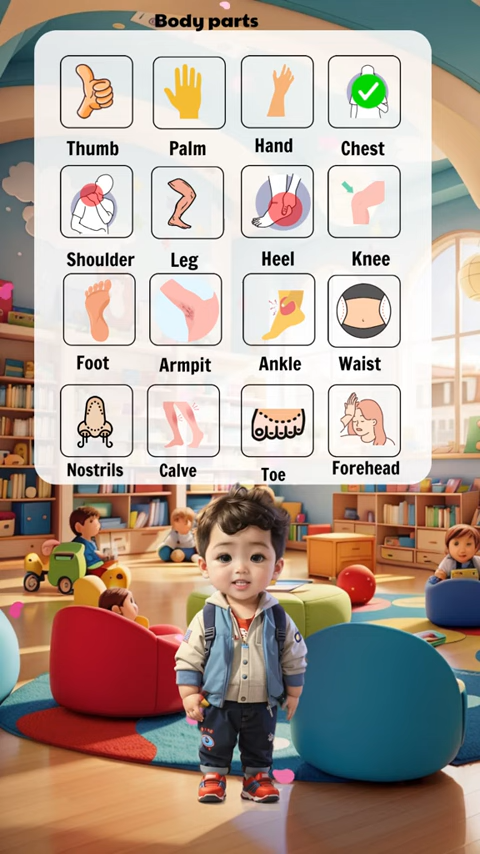 Body parts
Thumb Palm Hand Chest
Shoulder Leg Heel Knee
Foot Armpit Ankle Waist
Nostrils Calve Toe Forehead